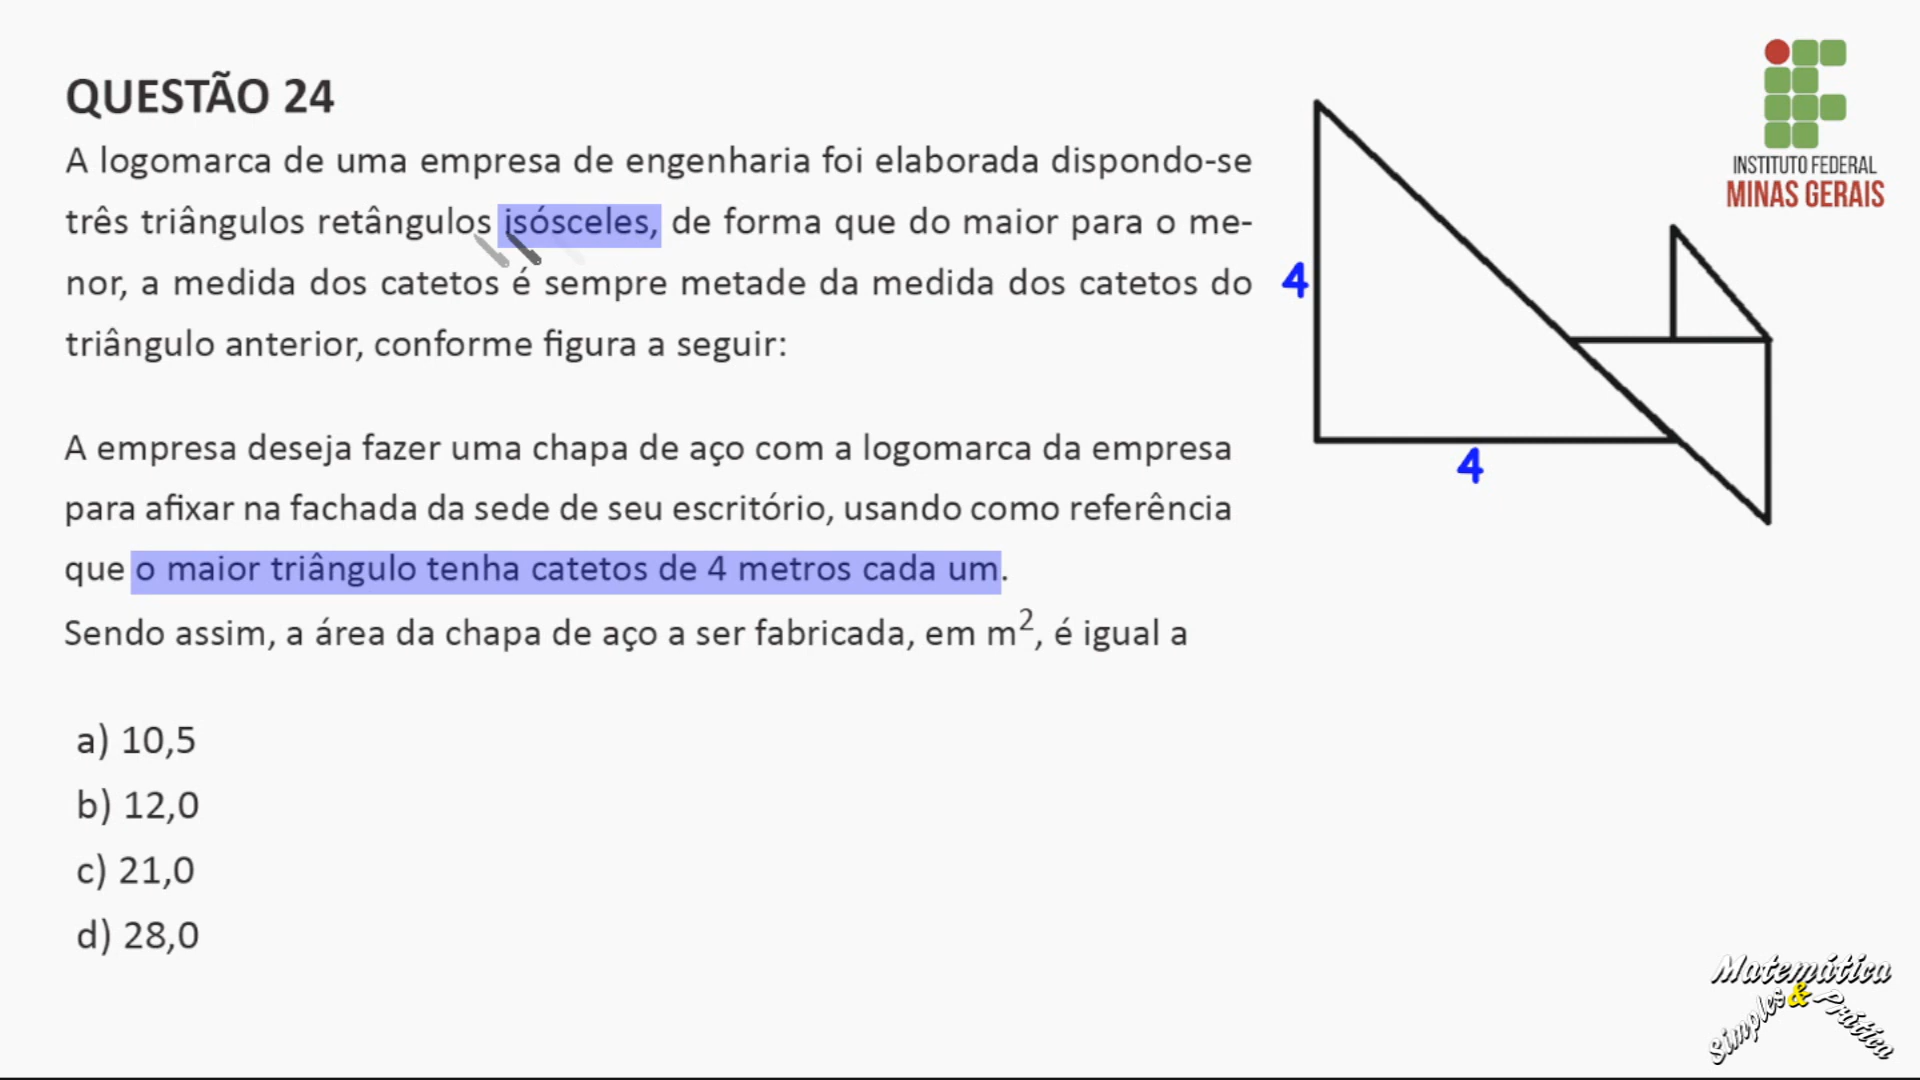 QUESTÃO 24
A logomarca de uma empresa de engenharia foi elaborada dispondo-se
três triângulos retângulos isósceles, de forma que do maior para o me-
nor, a medida dos catetos é sempre metade da medida dos catetos do
triângulo anterior, conforme figura a seguir:
A empresa deseja fazer uma chapa de aço com a logomarca da empresa
para afixar na fachada da sede de seu escritório, usando como referência
que o maior triângulo tenha catetos de 4 metros cada um.
Sendo assim, a área da chapa de aço a ser fabricada, em m², é igual a
a) 10,5
b) 12,0
c) 21,0
d) 28,0
4
4
INSTITUTO FEDERAL
MINAS GERAIS
Matemática
Simples & Prática